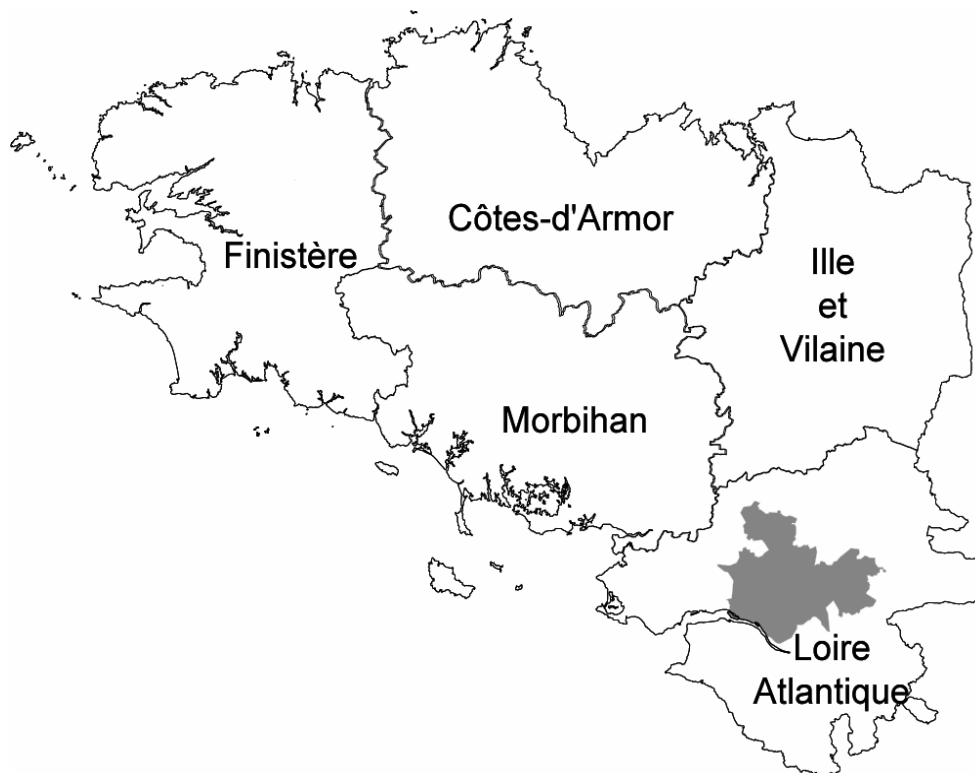 Côtes-d'Armor
Finistère
Ille
et
Vilaine
Morbihan
Loire
Atlantique